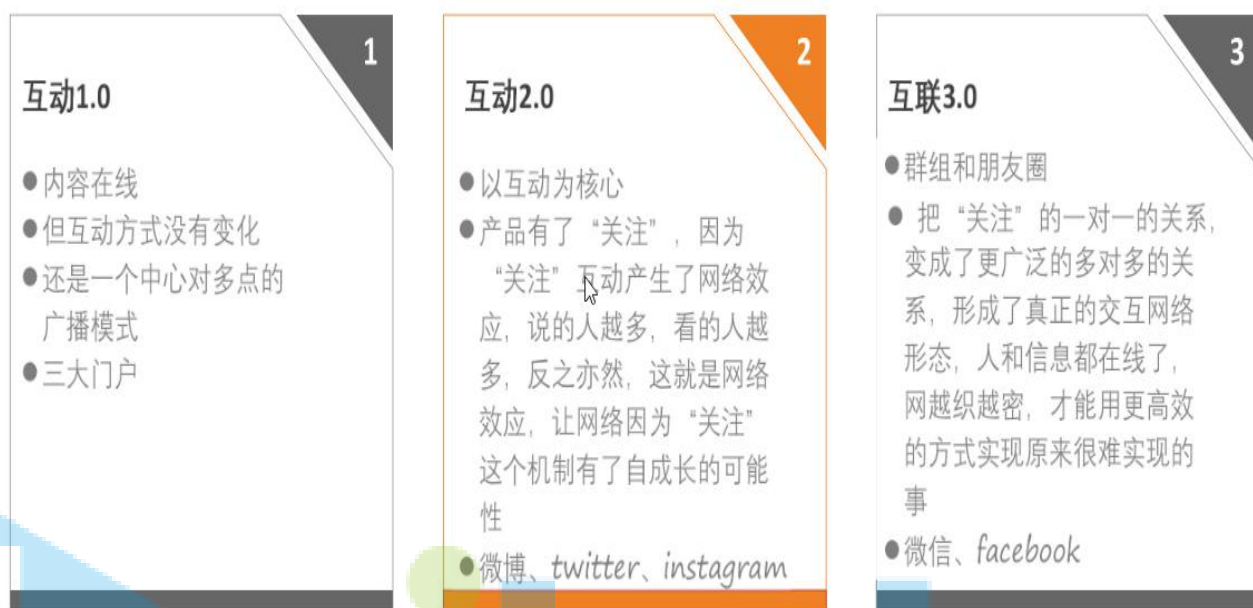 1
互动1.0
●内容在线
●但互动方式没有变化
●还是一个中心对多点的
广播模式
●三大门户
2
互动2.0
●以互动为核心
●产品有了“关注”，因为
“关注”互动产生了网络效
应，说的人越多，看的人越
多，反之亦然，这就是网络
效应，让网络因为“关注”
这个机制有了自成长的可能
性
●微博、twitter、instagram
3
互联3.0
●群组和朋友圈
●把“关注”的一对一的关系，
变成了更广泛的多对多的关
系，形成了真正的交互网络
形态，人和信息都在线了，
网越织越密，才能用更高效
的方式实现原来很难实现的
事
●微信、facebook